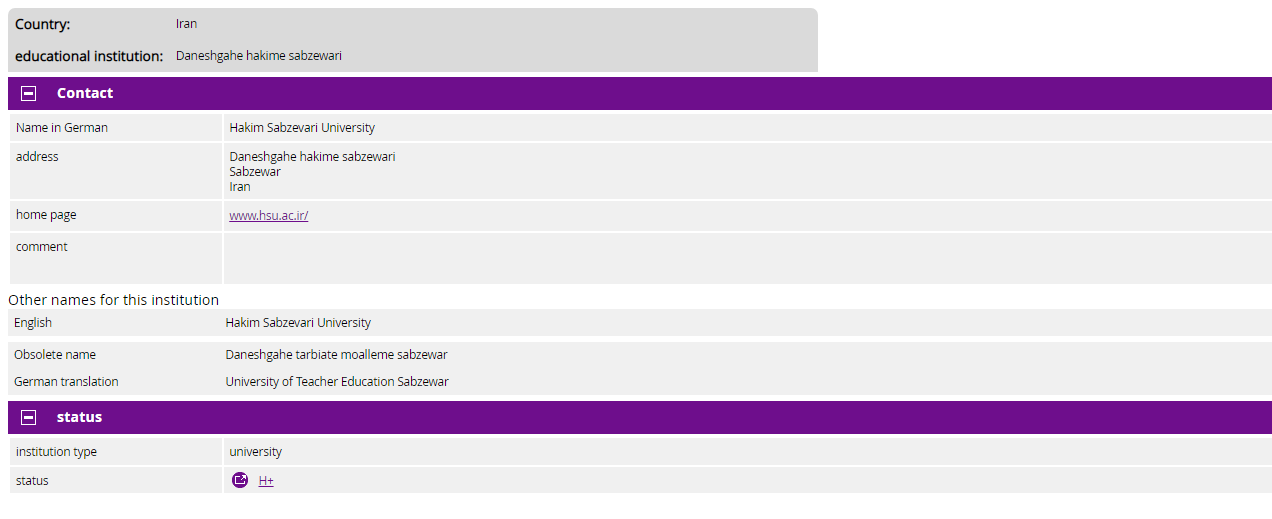 Country: Iran
educational institution: Daneshgahe hakime sabzewari
Contact
Name in German Hakim Sabzevari University
address Daneshgahe hakime sabzewari
Sabzewar
Iran
home page www.hsu.ac.ir/
comment
Other names for this institution
English Hakim Sabzevari University
Obsolete name Daneshgahe tarbiate moalleme sabzewar
German translation University of Teacher Education Sabzewar
status
institution type university
status H+